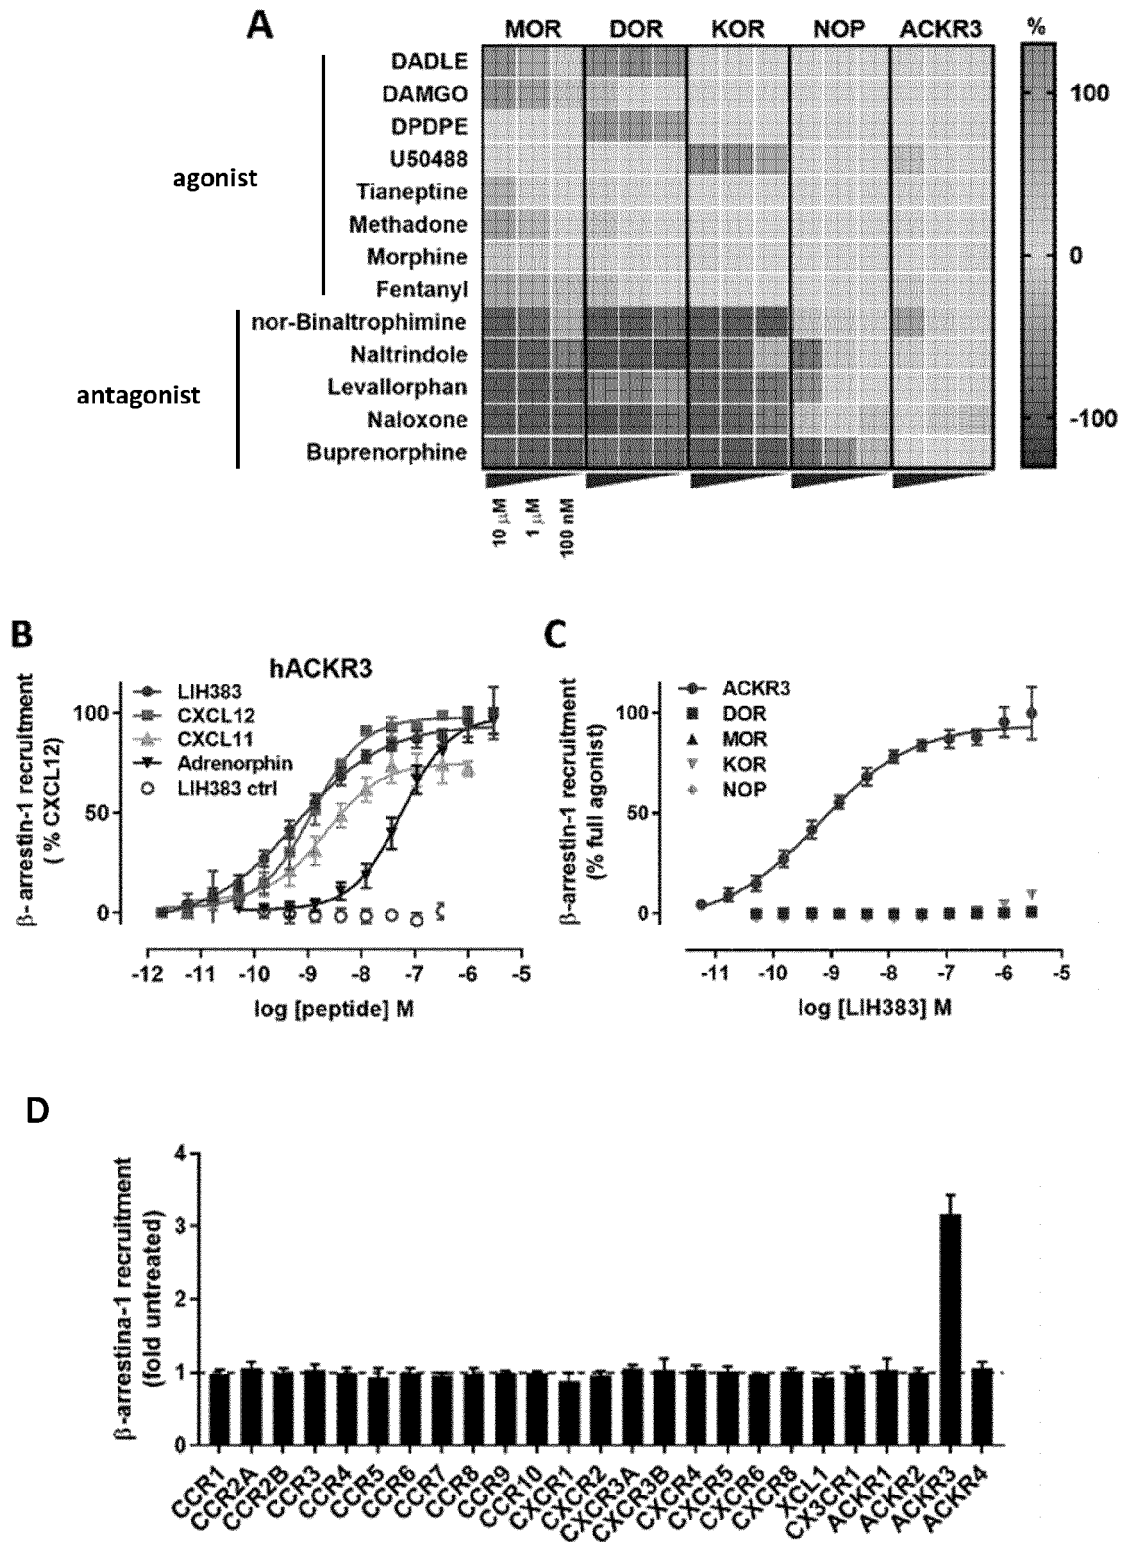 A
MOR DOR KOR NOP ACKR3 %
DADLE
DAMGO
DPDPE
U50488
Tianeptine
Methadone
Morphine
Fentanyl
nor-Binaltrophimine
Naltrindole
Levallorphan
Naloxone
Buprenorphine
agonist
antagonist
100
0
-100
10 μM
1 μM
100 nM
B
hACKR3
β- arrestin-1 recruitment
( % CXCL12)
LIH383
CXCL12
CXCL11
Adrenorphin
LIH383 ctrl
100
50
0
-12 -11 -10 -9 -8 -7 -6 -5
log [peptide] M
C
β-arrestin-1 recruitment
(% full agonist)
ACKR3
DOR
MOR
KOR
NOP
100
50
0
-11 -10 -9 -8 -7 -6 -5
log [LIH383] M
D
β-arrestina-1 recruitment
(fold untreated)
4
3
2
1
0
CCR1
CCR2A
CCR2B
CCR3
CCR4
CCR5
CCR6
CCR7
CCR8
CCR9
CCR10
CXCR1
CXCR2
CXCR3A
CXCR3B
CXCR4
CXCR5
CXCR6
CXCR8
XCL1
CX3CR1
ACKR1
ACKR2
ACKR3
ACKR4